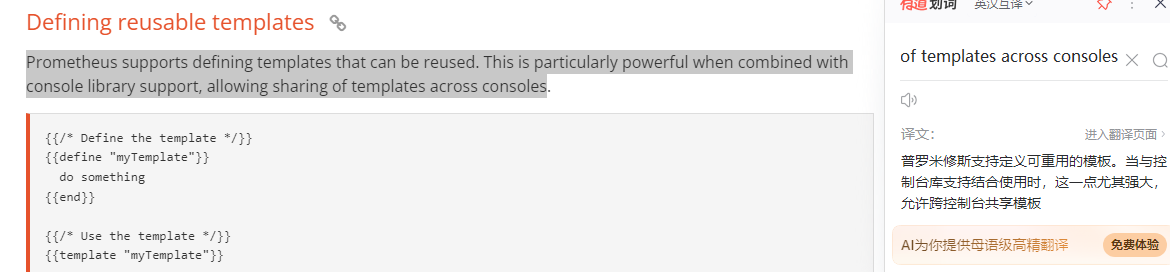 Defining reusable templates
Prometheus supports defining templates that can be reused. This is particularly powerful when combined with
console library support, allowing sharing of templates across consoles.
{{/* Define the template */}}
{{define "myTemplate"}}
  do something
{{end}}
{{/* Use the template */}}
{{template "myTemplate"}}
有道划词 英汉互译
of templates across consoles
译文：
进入翻译页面
普罗米修斯支持定义可重用的模板。当与控
制台库支持结合使用时，这一点尤其强大，
允许跨控制台共享模板
AI为你提供母语级高精翻译
免费体验